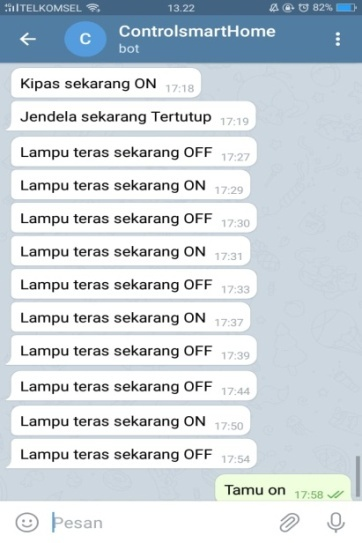 TELKOMSEL 13.22 82%
C ControlsmartHome
bot
Kipas sekarang ON 17:18
Jendela sekarang Tertutup 17:19
Lampu teras sekarang OFF 17:27
Lampu teras sekarang ON 17:29
Lampu teras sekarang OFF 17:30
Lampu teras sekarang ON 17:31
Lampu teras sekarang OFF 17:33
Lampu teras sekarang ON 17:37
Lampu teras sekarang OFF 17:39
Lampu teras sekarang OFF 17:44
Lampu teras sekarang ON 17:50
Lampu teras sekarang OFF 17:54
Tamu on 17:58
Pesan